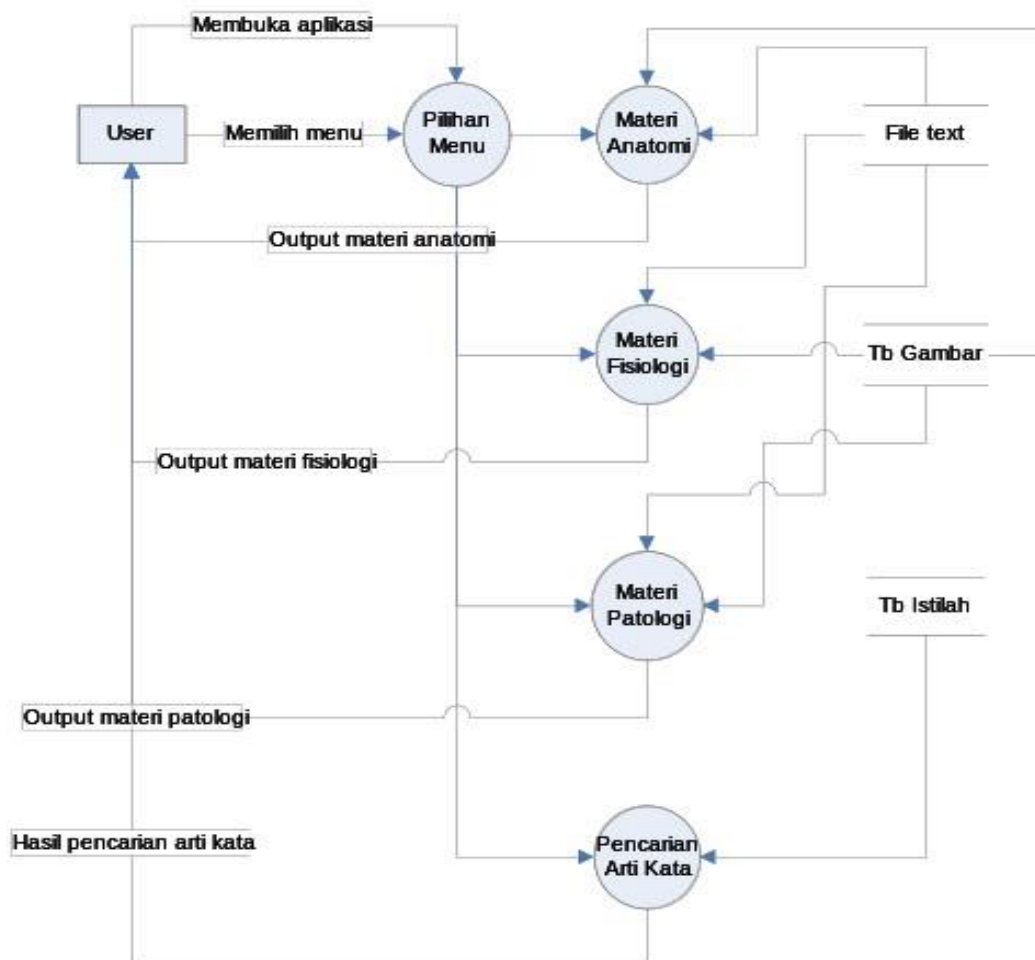 Membuka aplikasi
User
Memilih menu
Pilihan
Menu
Materi
Anatomi
File text
Output materi anatomi
Materi
Fisiologi
Tb Gambar
Output materi fisiologi
Materi
Patologi
Tb Istilah
Output materi patologi
Hasil pencarian arti kata
Pencarian
Arti Kata